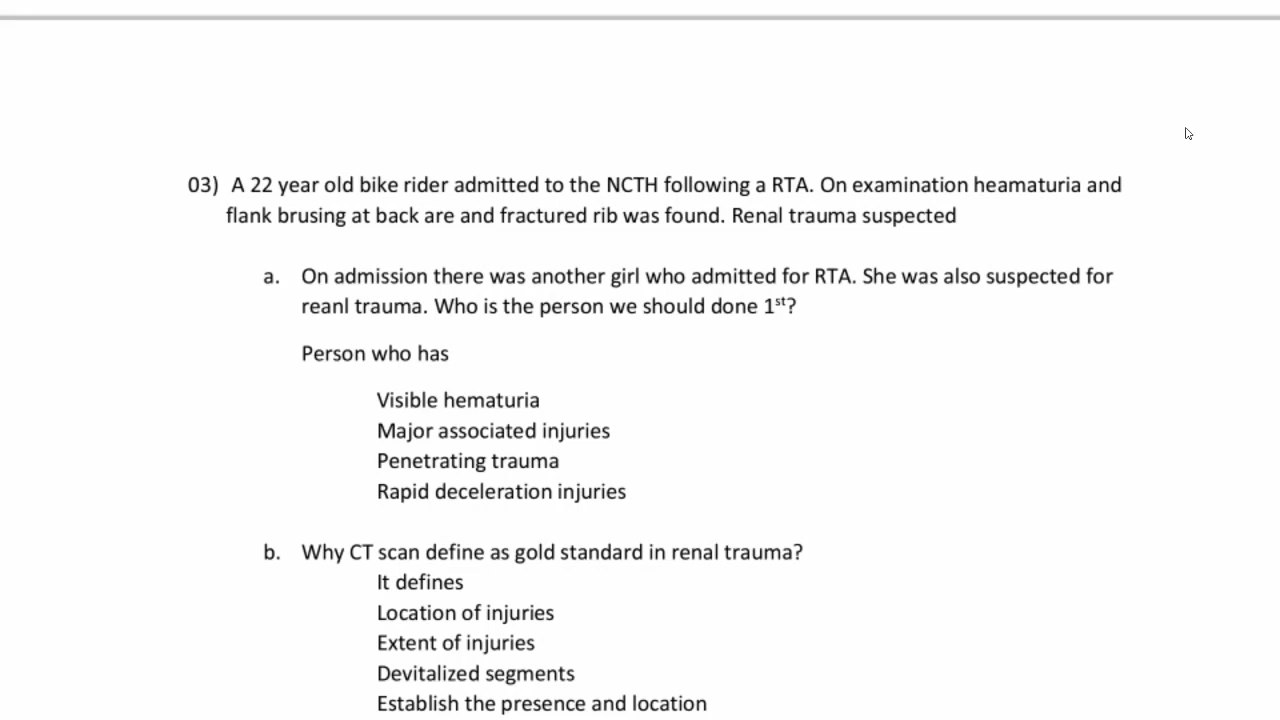 03) A 22 year old bike rider admitted to the NCTH following a RTA. On examination heamaturia and
flank brusing at back are and fractured rib was found. Renal trauma suspected
a. On admission there was another girl who admitted for RTA. She was also suspected for
reanl trauma. Who is the person we should done 1st?
Person who has
Visible hematuria
Major associated injuries
Penetrating trauma
Rapid deceleration injuries
b. Why CT scan define as gold standard in renal trauma?
It defines
Location of injuries
Extent of injuries
Devitalized segments
Establish the presence and location